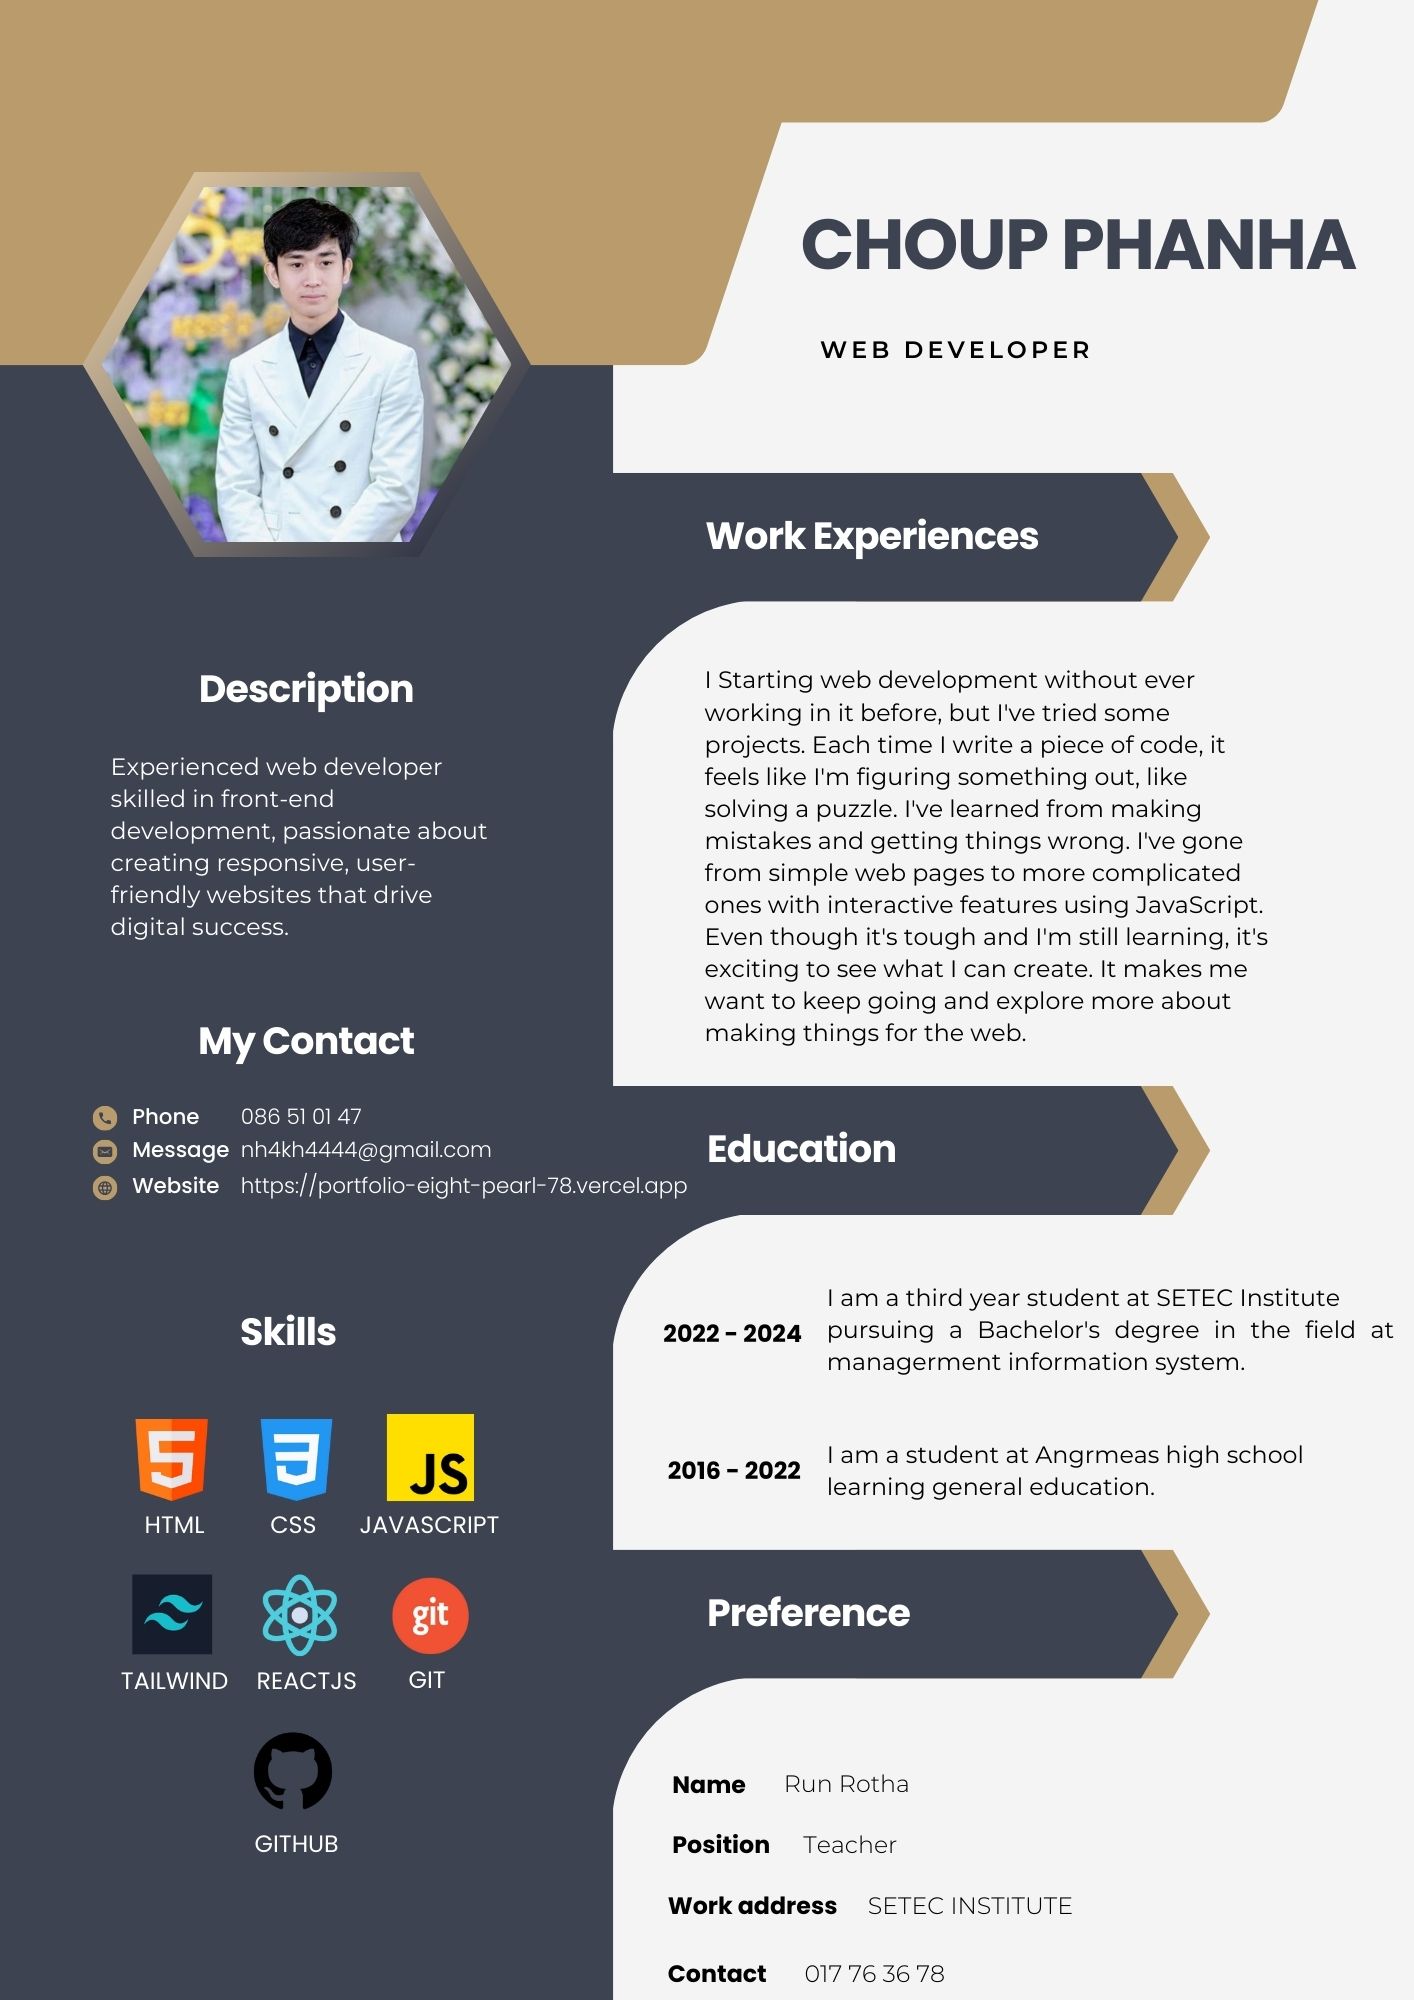 CHOUP PHANHA
WEB DEVELOPER
Description
Experienced web developer
skilled in front-end
development, passionate about
creating responsive, user-
friendly websites that drive
digital success.
My Contact
Phone 086 51 01 47
Message nh4kh4444@gmail.com
Website https://portfolio-eight-pearl-78.vercel.app
Skills
5
3
JS
HTML CSS JAVASCRIPT
git
TAILWIND REACTJS GIT
GITHUB
Work Experiences
I Starting web development without ever
working in it before, but I've tried some
projects. Each time I write a piece of code, it
feels like I'm figuring something out, like
solving a puzzle. I've learned from making
mistakes and getting things wrong. I've gone
from simple web pages to more complicated
ones with interactive features using JavaScript.
Even though it's tough and I'm still learning, it's
exciting to see what I can create. It makes me
want to keep going and explore more about
making things for the web.
Education
2022 - 2024
I am a third year student at SETEC Institute
pursuing a Bachelor's degree in the field at
managerment information system.
2016 - 2022
I am a student at Angrmeas high school
learning general education.
Preference
Name Run Rotha
Position Teacher
Work address SETEC INSTITUTE
Contact 017 76 36 78